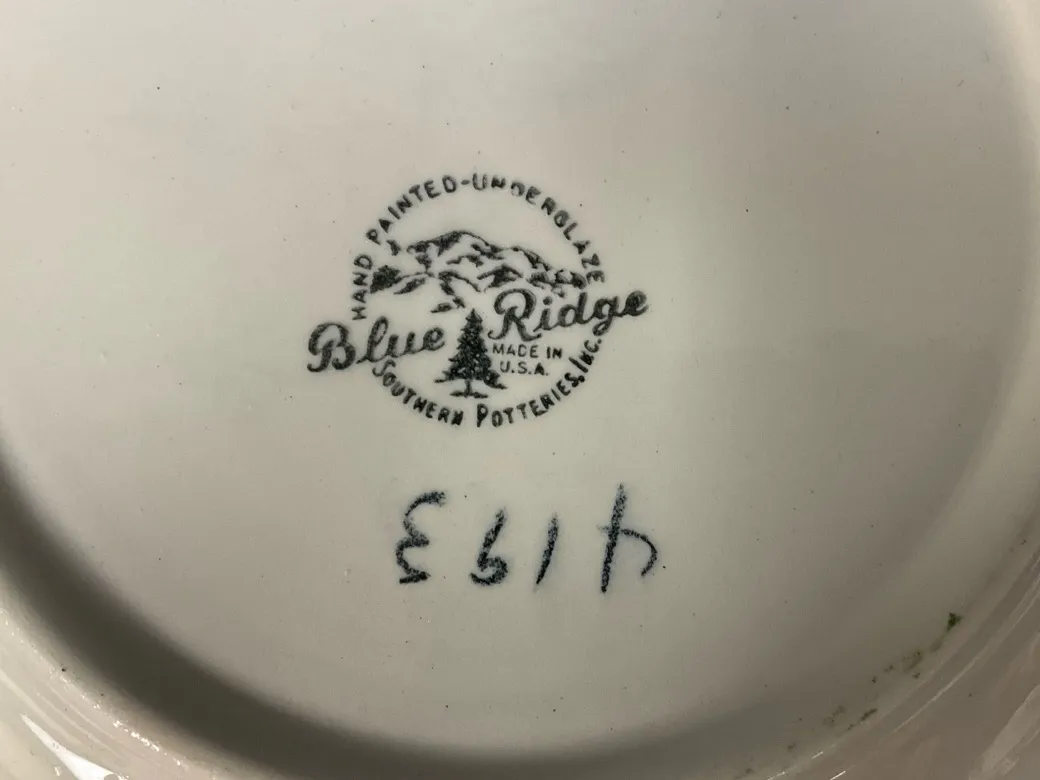 HAND PAINTED-UNDERGLAZE
Blue Ridge
MADE IN
U.S.A.
SOUTHERN POTTERIES, INC.
4193